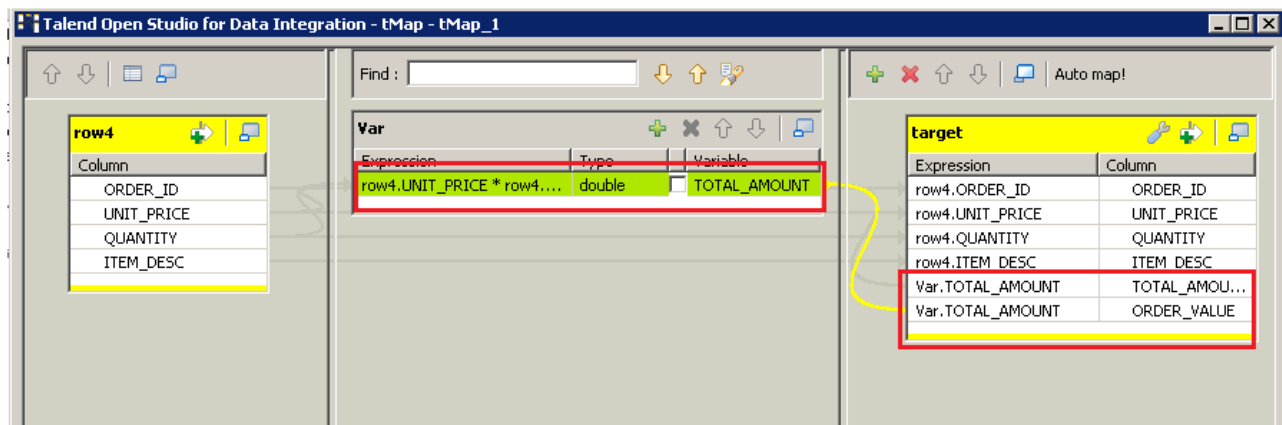 Talend Open Studio for Data Integration - tMap - tMap_1
Find :
Auto map!
row4
Column
ORDER_ID
UNIT_PRICE
QUANTITY
ITEM_DESC
Var
Expression Type Variable
row4.UNIT_PRICE * row4.... double TOTAL_AMOUNT
target
Expression Column
row4.ORDER_ID ORDER_ID
row4.UNIT_PRICE UNIT_PRICE
row4.QUANTITY QUANTITY
row4.ITEM_DESC ITEM_DESC
Var.TOTAL_AMOUNT TOTAL_AMOU...
Var.TOTAL_AMOUNT ORDER_VALUE